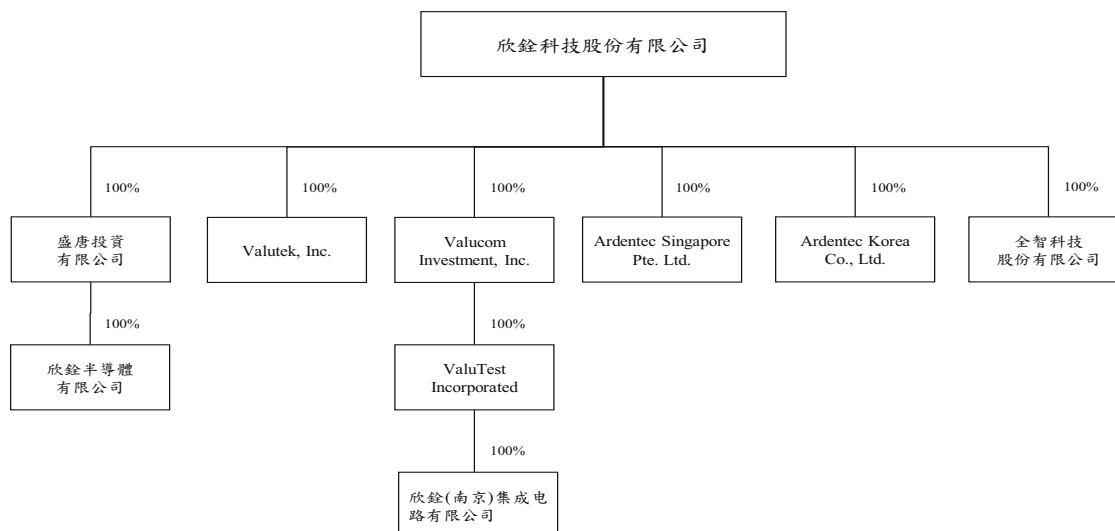 欣銓科技股份有限公司
100%
100%
100%
100%
100%
100%
盛唐投資
有限公司
Valutek, Inc.
Valucom
Investment, Inc.
Ardentec Singapore
Pte. Ltd.
Ardentec Korea
Co., Ltd.
全智科技
股份有限公司
100%
100%
欣銓半導體
有限公司
ValuTest
Incorporated
100%
欣銓(南京)集成电
路有限公司